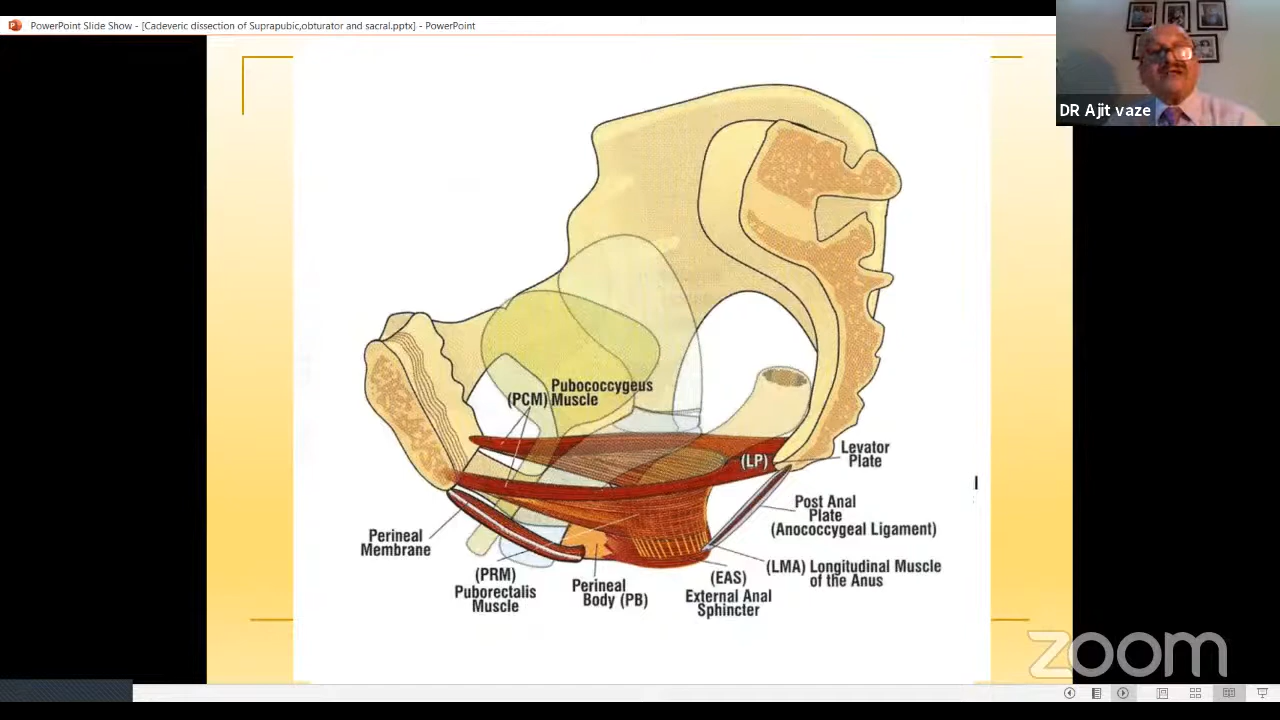 PowerPoint Slide Show - [Cadeveric dissection of Suprapubic,obturator and sacral.pptx] - PowerPoint
DR Ajit vaze
Pubococcygeus
(PCM) Muscle
(LP)
Levator
Plate
Post Anal
Plate
(Anococcygeal Ligament)
Perineal
Membrane
(PRM)
Puborectalis
Muscle
Perineal
Body (PB)
(EAS)
External Anal
Sphincter
(LMA) Longitudinal Muscle
of the Anus
zoom